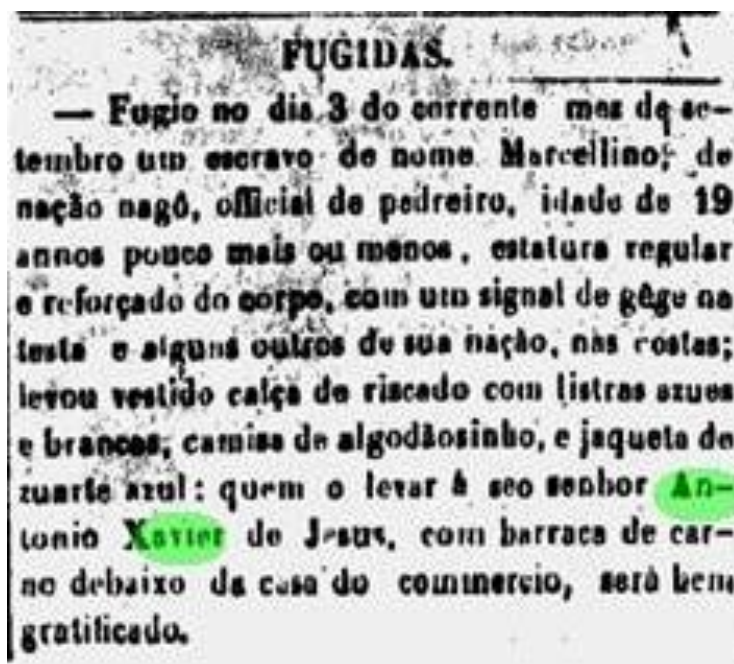 FUGIDAS.
— Fugio no dia 3 do corrente mes de se-
tembro um escravo de nome Marcellino, de
nação nagô, official de pedreiro, idade de 19
annos pouco mais ou menos, estatura regular
e reforçado do corpo, com um signal de gêge na
testa e alguns outros de sua nação, nas costas;
levou vestido calça de riscado com listras azues
e brancas, camisa de algodãosinho, e jaqueta de
zuarte azul: quem o levar á seo senhor An-
tonio Xavier de Jesus, com barraca de car-
ne debaixo da casa do commercio, será bem
gratificado.